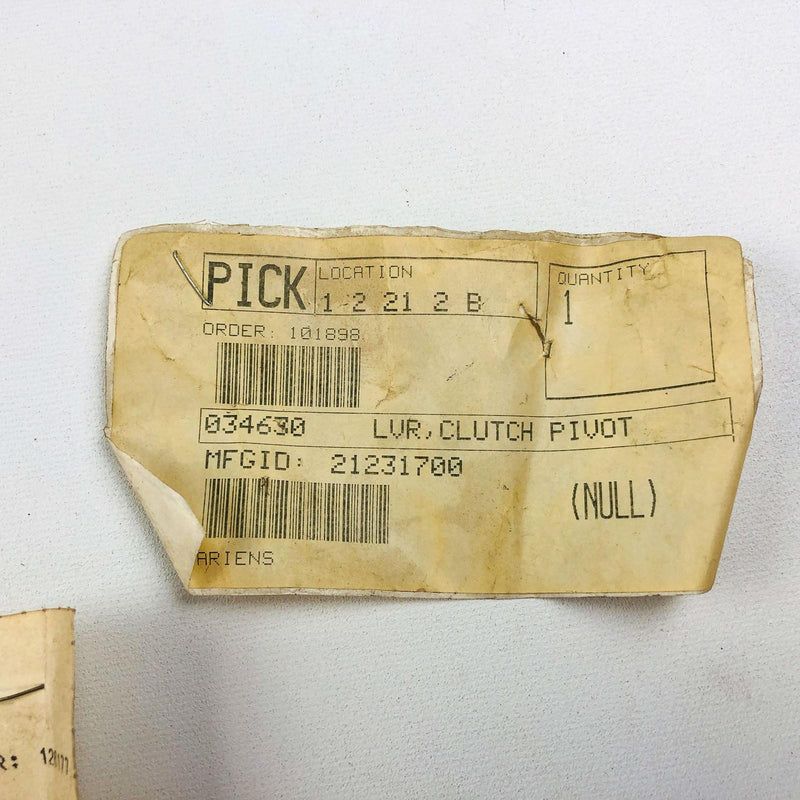 PICK
LOCATION
1 2 21 2 B
QUANTITY
1
ORDER: 101898
034630 LVR,CLUTCH PIVOT
MFGID: 21231700
(NULL)
ARIENS
R: